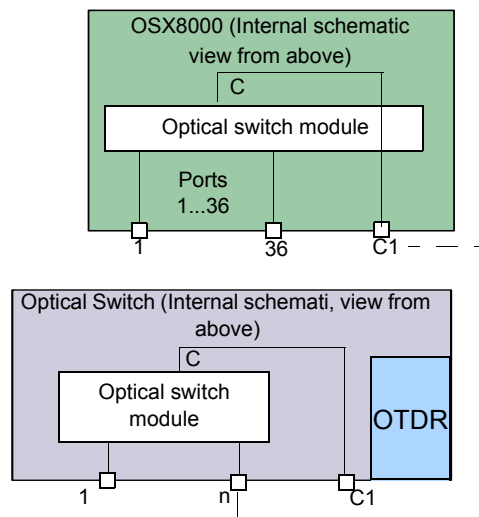 OSX8000 (Internal schematic
view from above)
C
Optical switch module
Ports
1...36
1
36
C1
Optical Switch (Internal schemati, view from
above)
C
Optical switch
module
OTDR
1
n
C1